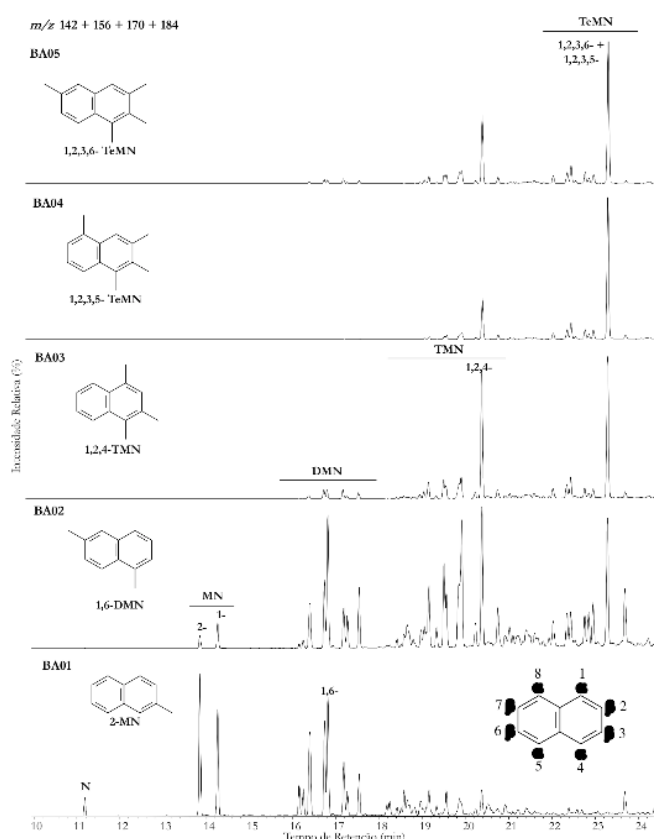 m/z 142 + 156 + 170 + 184
TeMN
BA05
1,2,3,6- +
1,2,3,5-
1,2,3,6- TeMN
BA04
1,2,3,5- TeMN
BA03
TMN
1,2,4-
1,2,4-TMN
DMN
BA02
1,6-DMN
MN
2-
1-
BA01
2-MN
N
1,6-
8
1
7
2
6
3
5
4
Intensidade Relativa (%)
10 11 12 13 14 15 16 17 18 19 20 21 22 23 24
Tempo de Retenção (min)